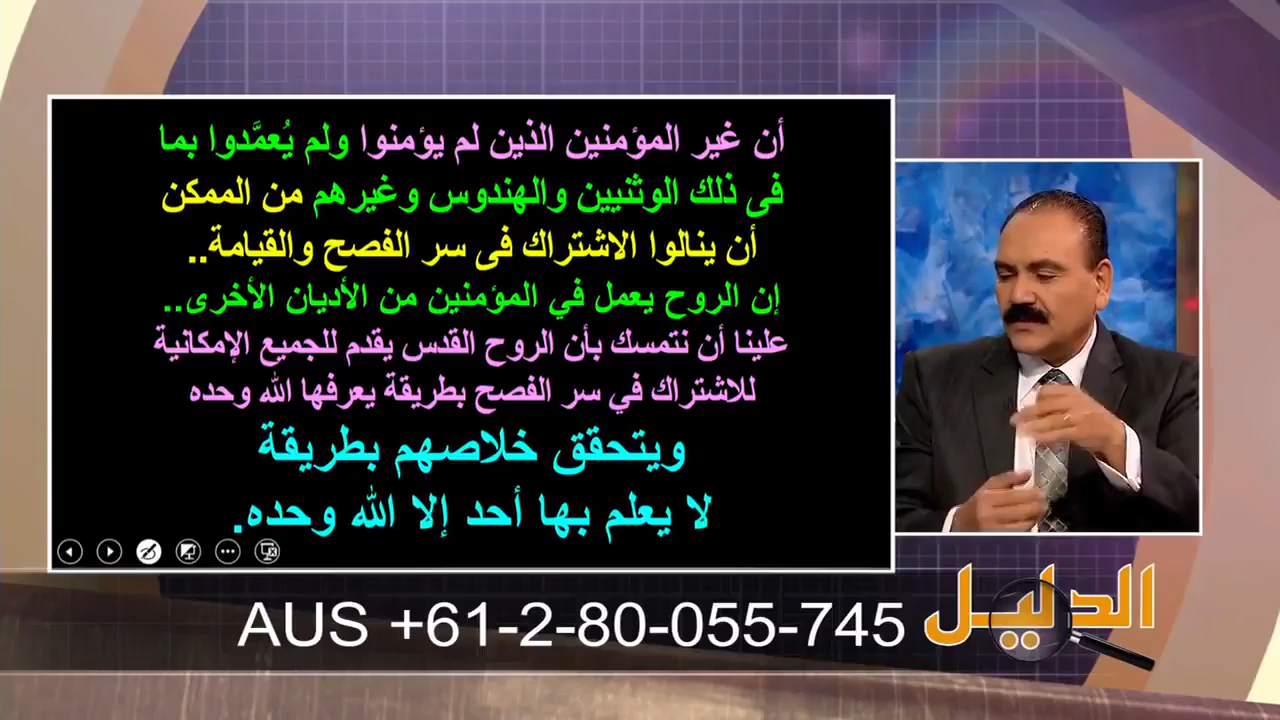 أن غير المؤمنين الذين لم يؤمنوا ولم يُعمَّدوا بما
فى ذلك الوثنيين والهندوس وغيرهم من الممكن
أن ينالوا الاشتراك فى سر الفصح والقيامة..
إن الروح يعمل في المؤمنين من الأديان الأخرى..
علينا أن نتمسك بأن الروح القدس يقدم للجميع الإمكانية
للاشتراك في سر الفصح بطريقة يعرفها الله وحده
ويتحقق خلاصهم بطريقة
لا يعلم بها أحد إلا الله وحده.
AUS +61-2-80-055-745
الدليل